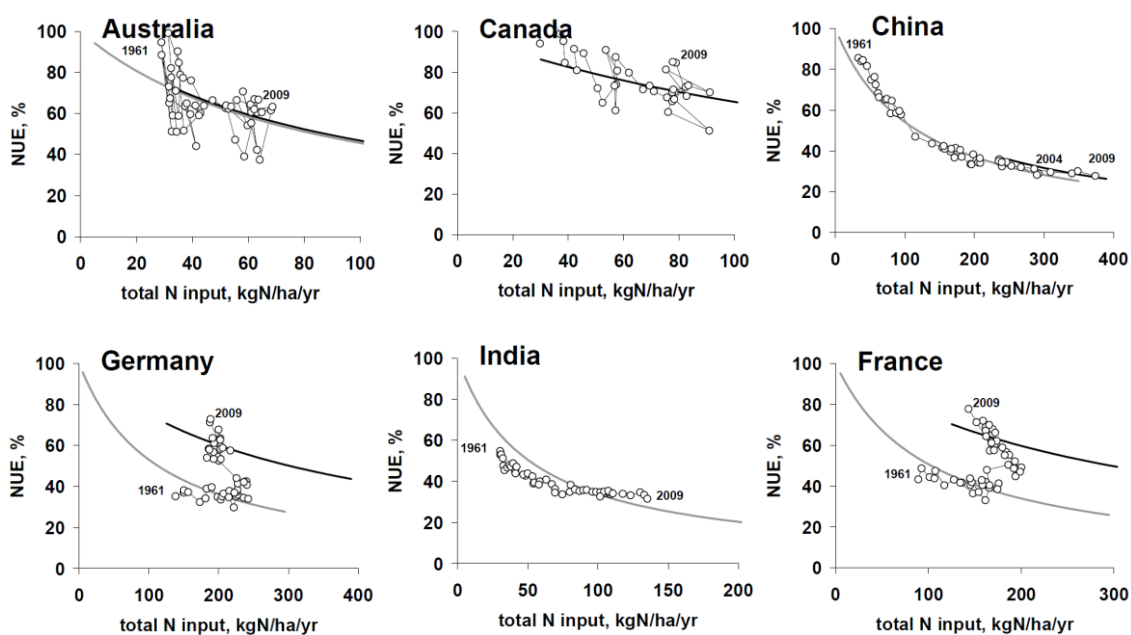 Australia
NUE, %
100
80
60
40
20
0
1961
2009
0 20 40 60 80 100
total N input, kgN/ha/yr
Canada
NUE, %
100
80
60
40
20
0
2009
0 20 40 60 80 100
total N input, kgN/ha/yr
China
NUE, %
100
80
60
40
20
0
1961
2004
2009
0 100 200 300 400
total N input, kgN/ha/yr
Germany
NUE, %
100
80
60
40
20
0
2009
1961
0 100 200 300 400
total N input, kgN/ha/yr
India
NUE, %
100
80
60
40
20
0
1961
2009
0 50 100 150 200
total N input, kgN/ha/yr
France
NUE, %
100
80
60
40
20
0
2009
1961
0 100 200 300
total N input, kgN/ha/yr